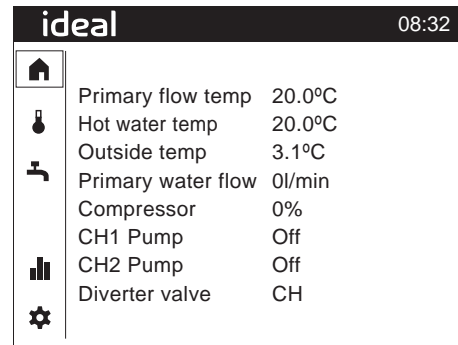 ideal 08:32
Primary flow temp 20.0ºC
Hot water temp 20.0ºC
Outside temp 3.1ºC
Primary water flow 0l/min
Compressor 0%
CH1 Pump Off
CH2 Pump Off
Diverter valve CH